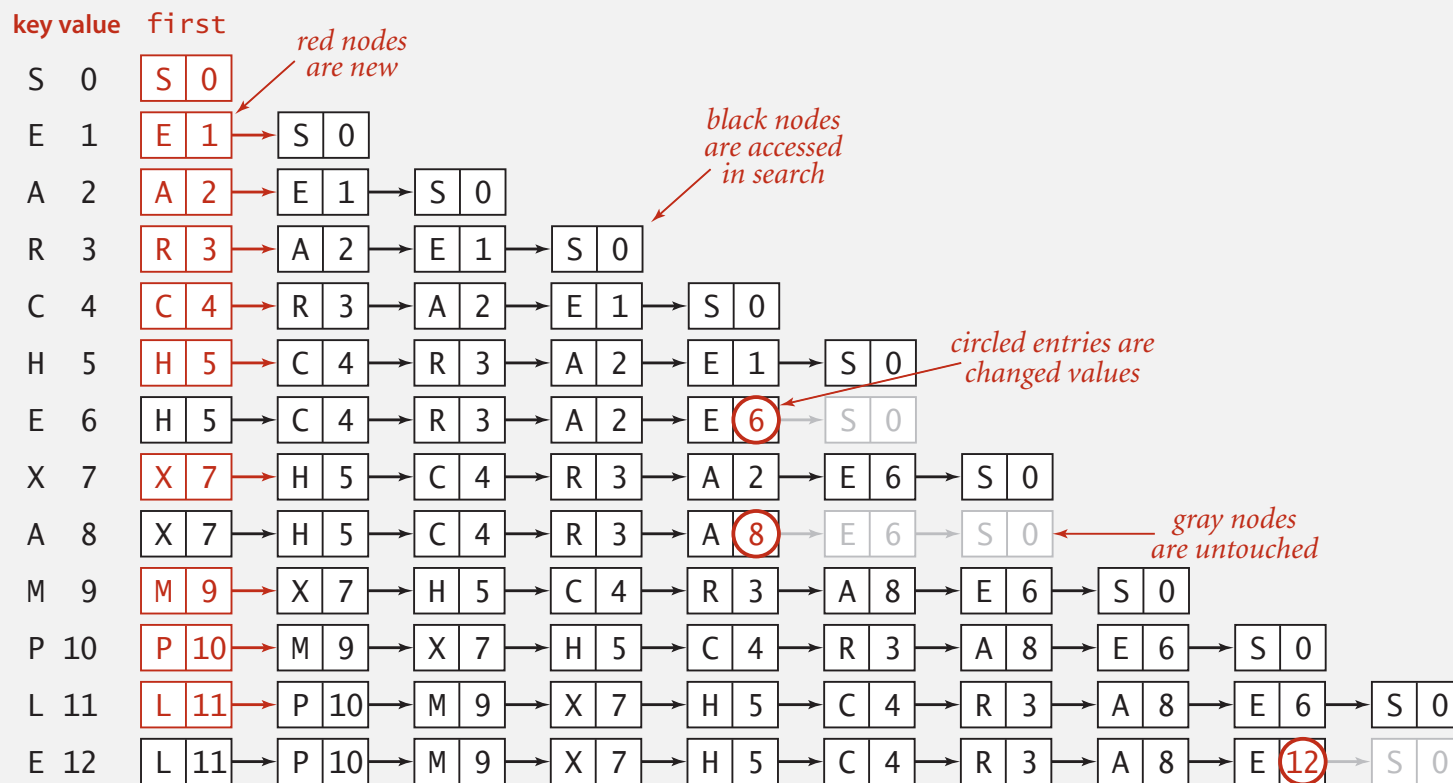 key value first
red nodes
are new
S 0 S 0
E 1 E 1 S 0
black nodes
are accessed
in search
A 2 A 2 E 1 S 0
R 3 R 3 A 2 E 1 S 0
C 4 C 4 R 3 A 2 E 1 S 0
circled entries are
changed values
H 5 H 5 C 4 R 3 A 2 E 1 S 0
E 6 H 5 C 4 R 3 A 2 E 6 S 0
X 7 X 7 H 5 C 4 R 3 A 2 E 6 S 0
A 8 X 7 H 5 C 4 R 3 A 8 E 6 S 0
gray nodes
are untouched
M 9 M 9 X 7 H 5 C 4 R 3 A 8 E 6 S 0
P 10 P 10 M 9 X 7 H 5 C 4 R 3 A 8 E 6 S 0
L 11 L 11 P 10 M 9 X 7 H 5 C 4 R 3 A 8 E 6 S 0
E 12 L 11 P 10 M 9 X 7 H 5 C 4 R 3 A 8 E 12 S 0